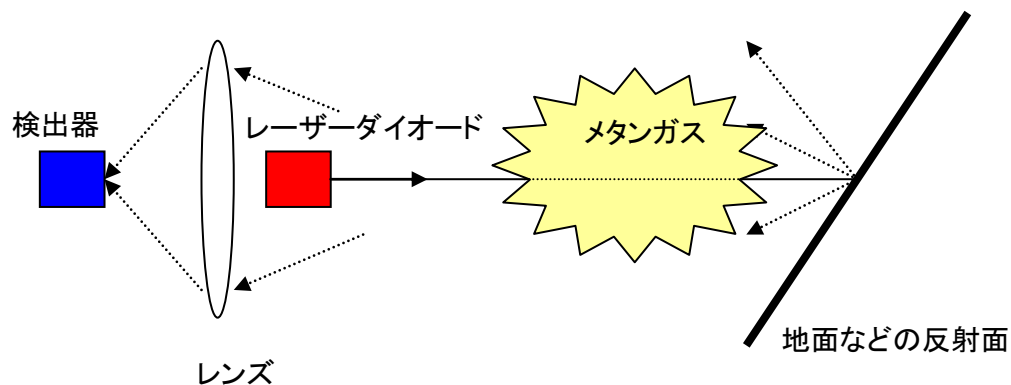 検出器
レーザーダイオード
メタンガス
地面などの反射面
レンズ